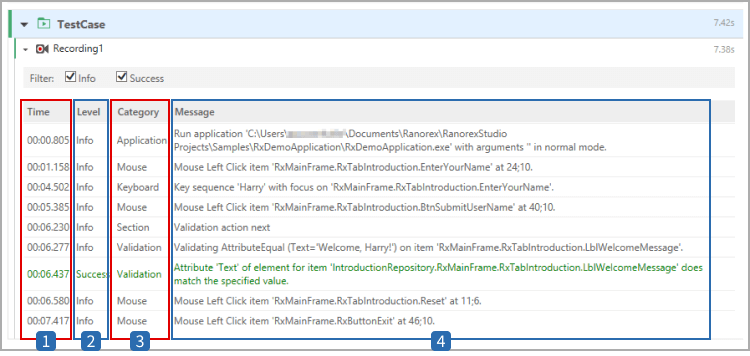 TestCase 7.42s
Recording1 7.38s
Filter: Info Success
Time Level Category Message
00:00.805 Info Application Run application 'C:\Users\ \Documents\Ranorex\RanorexStudio
Projects\Samples\RxDemoApplication\RxDemoApplication.exe' with arguments '' in normal mode.
00:01.158 Info Mouse Mouse Left Click item 'RxMainFrame.RxTabIntroduction.EnterYourName' at 24;10.
00:04.502 Info Keyboard Key sequence 'Harry' with focus on 'RxMainFrame.RxTabIntroduction.EnterYourName'.
00:05.385 Info Mouse Mouse Left Click item 'RxMainFrame.RxTabIntroduction.BtnSubmitUserName' at 40;10.
00:06.230 Info Section Validation action next
00:06.277 Info Validation Validating AttributeEqual (Text='Welcome, Harry!') on item 'RxMainFrame.RxTabIntroduction.LblWelcomeMessage'.
00:06.437 Success Validation Attribute 'Text' of element for item 'IntroductionRepository.RxMainFrame.RxTabIntroduction.LblWelcomeMessage' does
match the specified value.
00:06.580 Info Mouse Mouse Left Click item 'RxMainFrame.RxTabIntroduction.Reset' at 11;6.
00:07.417 Info Mouse Mouse Left Click item 'RxMainFrame.RxButtonExit' at 46;10.
1 2 3 4